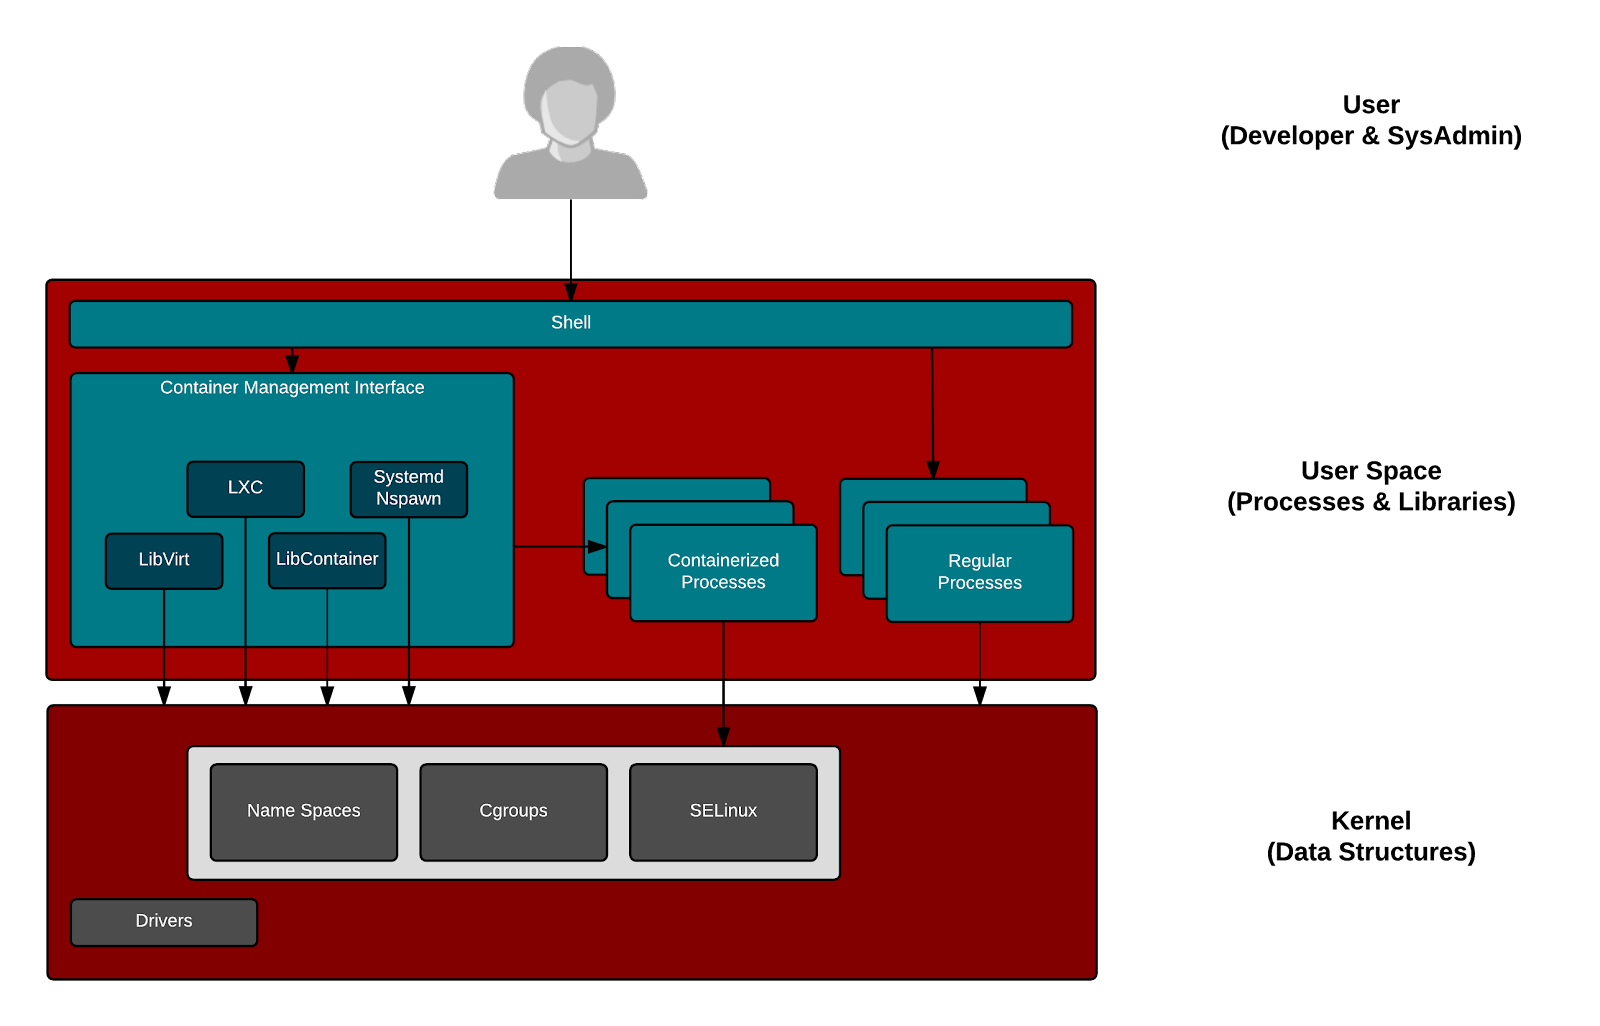 User
(Developer & SysAdmin)
Shell
Container Management Interface
LXC
Systemd
Nspawn
LibVirt
LibContainer
Containerized
Processes
Regular
Processes
User Space
(Processes & Libraries)
Name Spaces
Cgroups
SELinux
Drivers
Kernel
(Data Structures)